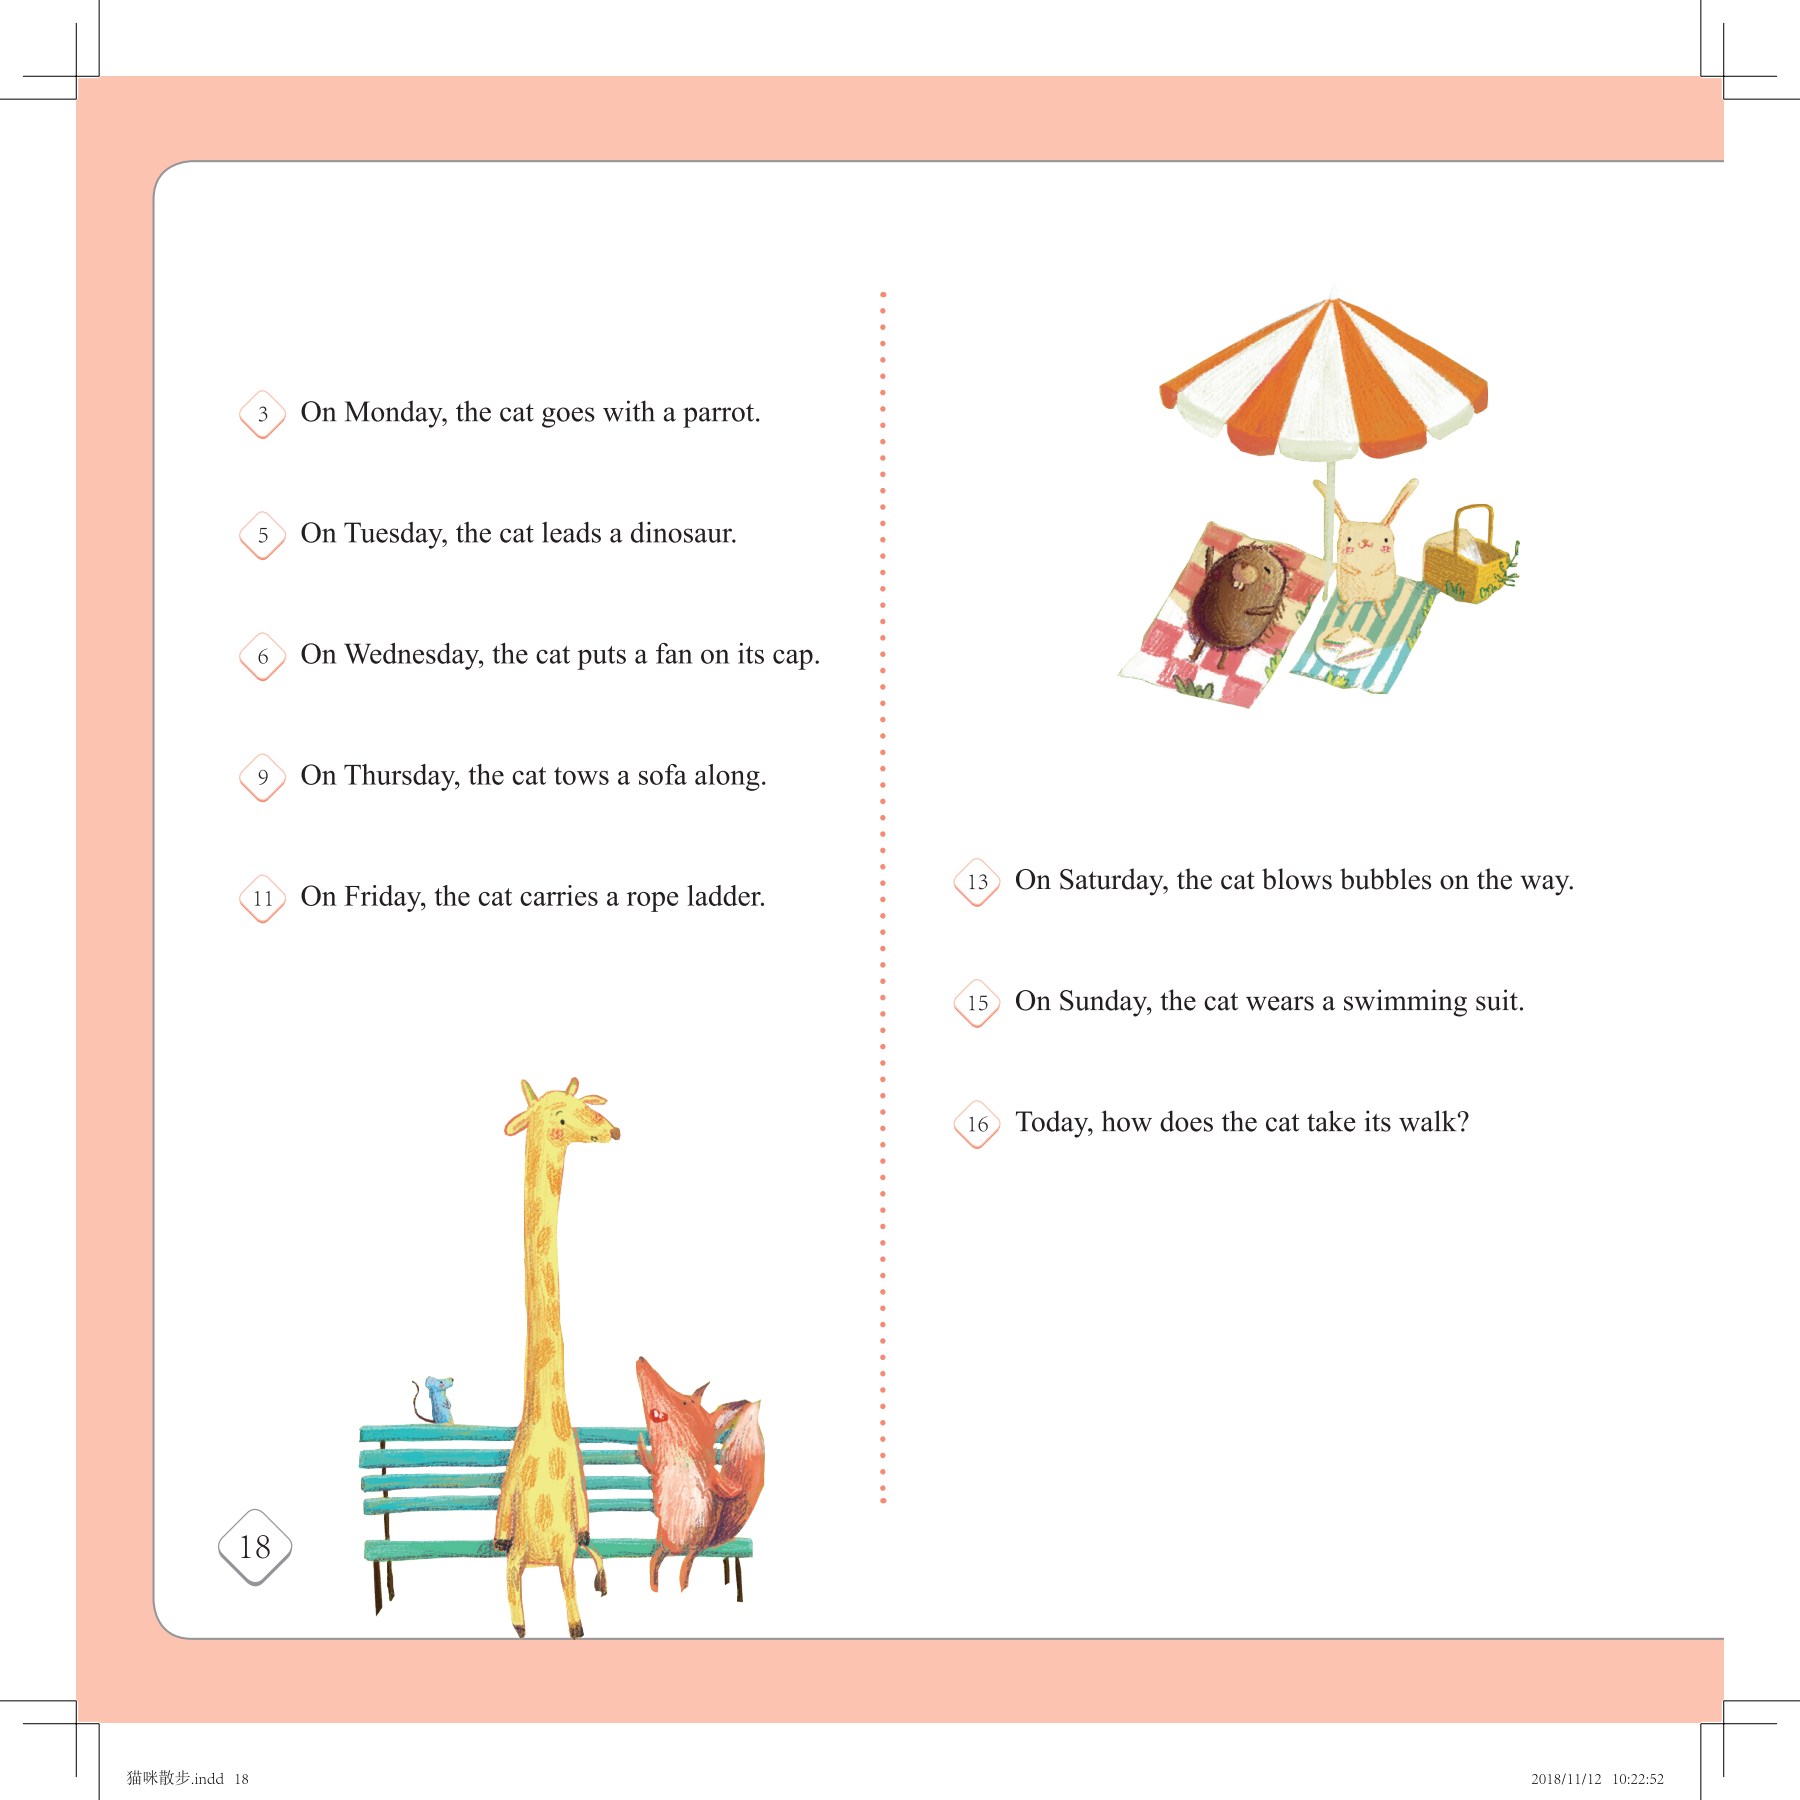 3 On Monday, the cat goes with a parrot.
5 On Tuesday, the cat leads a dinosaur.
6 On Wednesday, the cat puts a fan on its cap.
9 On Thursday, the cat tows a sofa along.
11 On Friday, the cat carries a rope ladder.
13 On Saturday, the cat blows bubbles on the way.
15 On Sunday, the cat wears a swimming suit.
16 Today, how does the cat take its walk?
18
猫咪散步.indd 18
2018/11/12 10:22:52